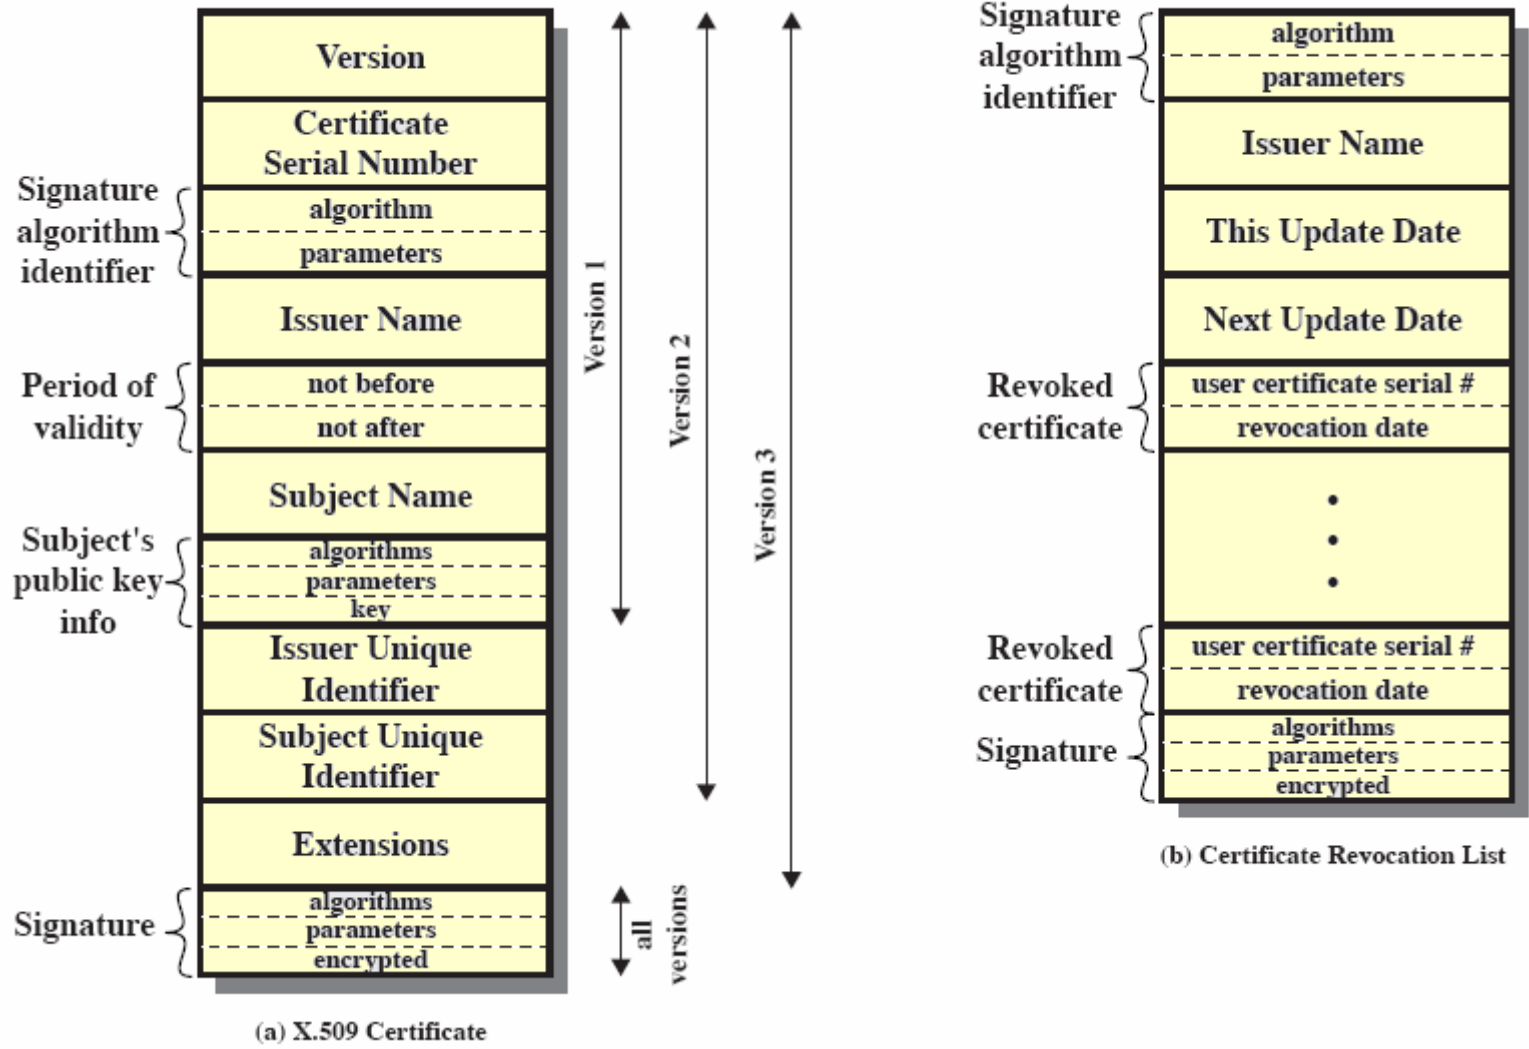 Version
Certificate
Serial Number
Signature
algorithm
identifier
algorithm
parameters
Issuer Name
Period of
validity
not before
not after
Subject Name
Subject's
public key
info
algorithms
parameters
key
Issuer Unique
Identifier
Subject Unique
Identifier
Extensions
Signature
algorithms
parameters
encrypted
Version 1
Version 2
Version 3
all
versions
(a) X.509 Certificate
Signature
algorithm
identifier
algorithm
parameters
Issuer Name
This Update Date
Next Update Date
Revoked
certificate
user certificate serial #
revocation date
Revoked
certificate
user certificate serial #
revocation date
Signature
algorithms
parameters
encrypted
(b) Certificate Revocation List